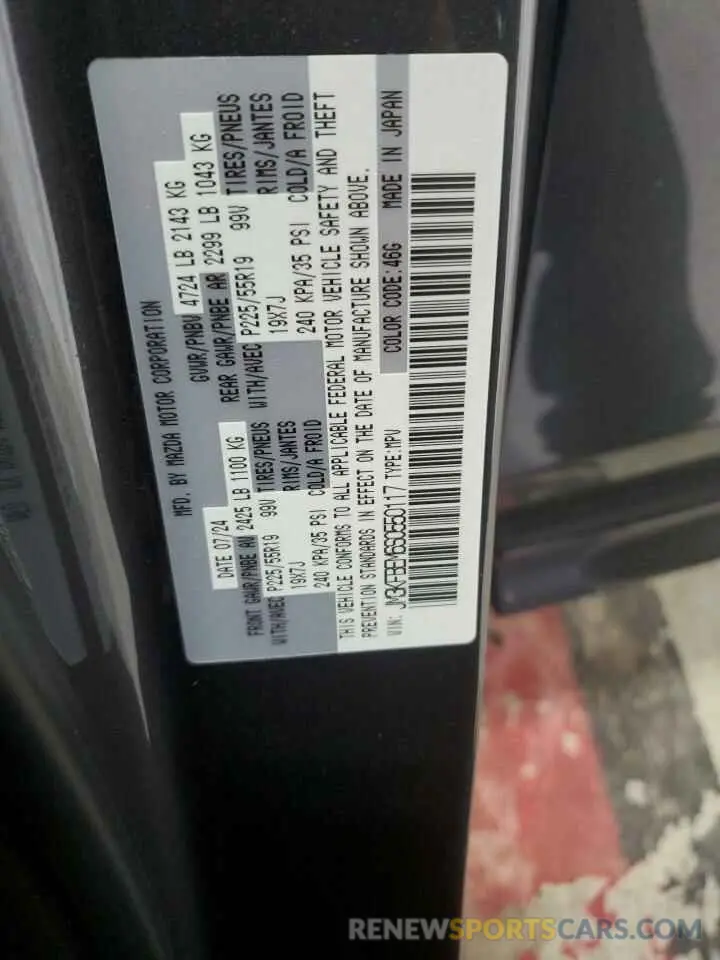 MFD. BY MAZDA MOTOR CORPORATION
DATE 07/24 GVWR/PNBV 4724 LB 2143 KG
FRONT GAWR/PNBE AV 2425 LB 1100 KG REAR GAWR/PNBE AR 2299 LB 1043 KG
WITH/AVEC P225/55R19 99V TIRES/PNEUS WITH/AVEC P225/55R19 99V TIRES/PNEUS
19X7J RIMS/JANTES 19X7J RIMS/JANTES
240 KPA/35 PSI COLD/A FROID 240 KPA/35 PSI COLD/A FROID
THIS VEHICLE CONFORMS TO ALL APPLICABLE FEDERAL MOTOR VEHICLE SAFETY AND THEFT
PREVENTION STANDARDS IN EFFECT ON THE DATE OF MANUFACTURE SHOWN ABOVE.
VIN: JM3KFBEM6S0550117 TYPE:MPV COLOR CODE:46G MADE IN JAPAN
RENEWSPORTSCARS.COM